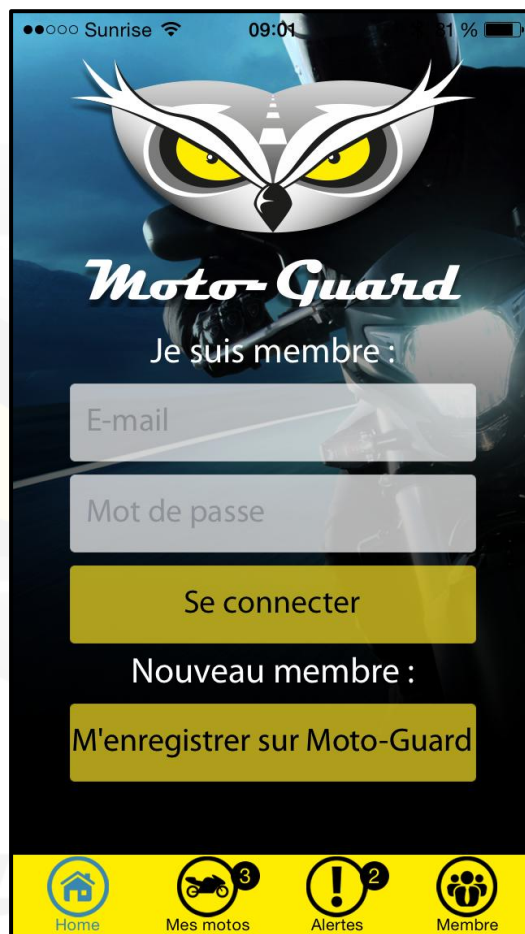 Sunrise 09:01 81 %
Moto-Guard
Je suis membre :
E-mail
Mot de passe
Se connecter
Nouveau membre :
M'enregistrer sur Moto-Guard
3 2
Home Mes motos Alertes Membre